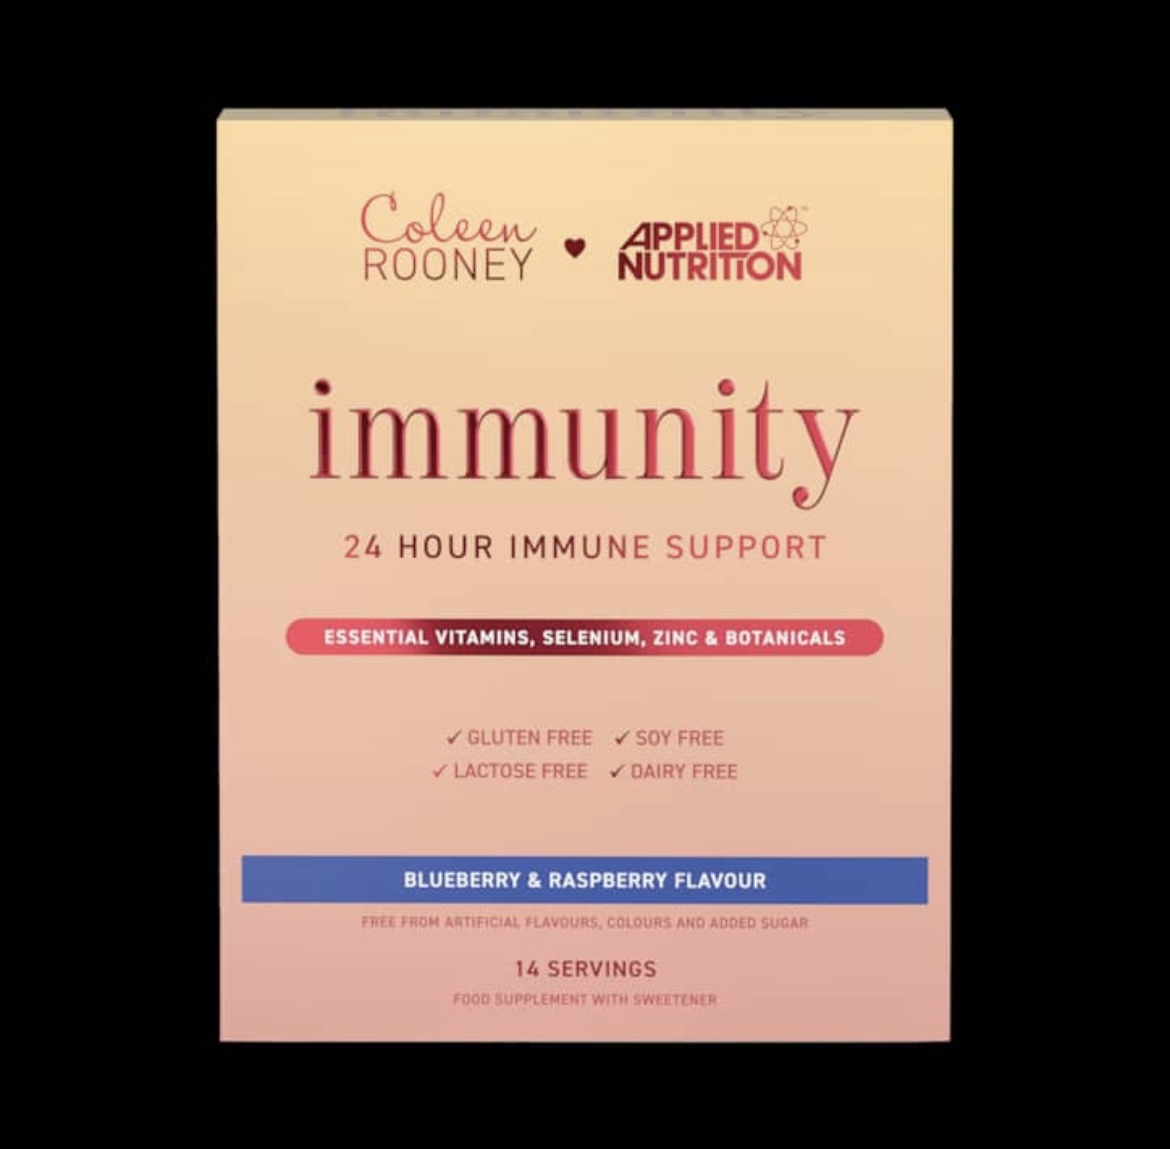 Coleen
ROONEY
APPLIED
NUTRITION
™
immunity
24 HOUR IMMUNE SUPPORT
ESSENTIAL VITAMINS, SELENIUM, ZINC & BOTANICALS
✓ GLUTEN FREE ✓ SOY FREE
✓ LACTOSE FREE ✓ DAIRY FREE
BLUEBERRY & RASPBERRY FLAVOUR
FREE FROM ARTIFICIAL FLAVOURS, COLOURS AND ADDED SUGAR
14 SERVINGS
FOOD SUPPLEMENT WITH SWEETENER